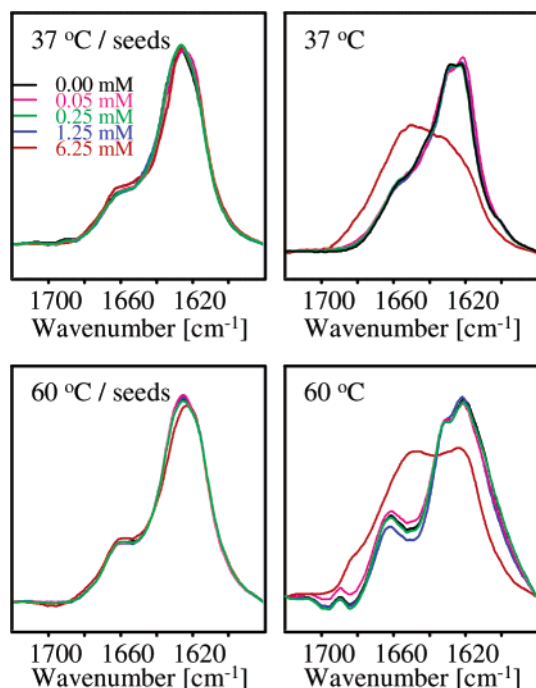 37 °C / seeds
0.00 mM
0.05 mM
0.25 mM
1.25 mM
6.25 mM
1700 1660 1620
Wavenumber [cm-1]
37 °C
1700 1660 1620
Wavenumber [cm-1]
60 °C / seeds
1700 1660 1620
Wavenumber [cm-1]
60 °C
1700 1660 1620
Wavenumber [cm-1]